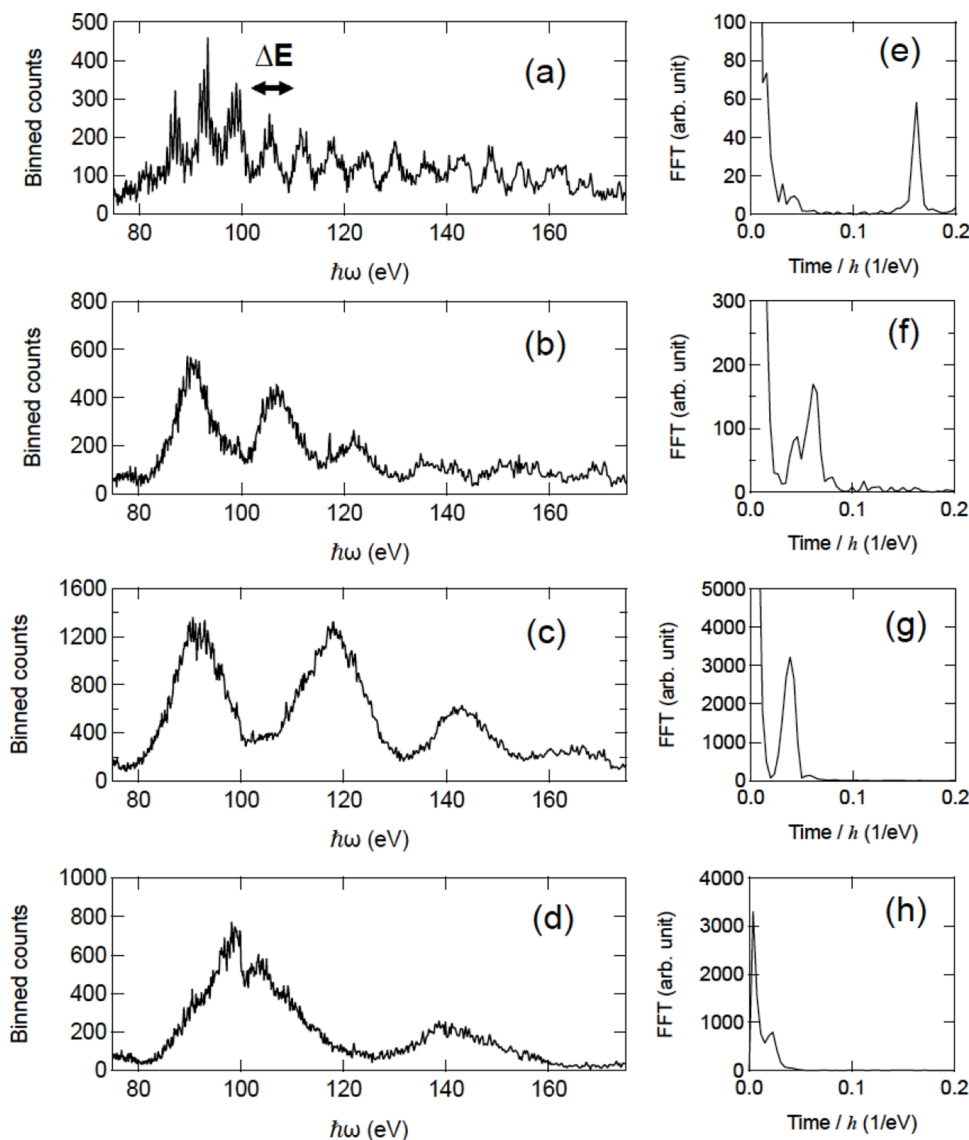 500
400
300
200
100
0
Binned counts
ΔE
(a)
80 100 120 140 160
ħω (eV)
100
80
60
40
20
0
FFT (arb. unit)
(e)
0.0 0.1 0.2
Time / h (1/eV)
800
600
400
200
0
Binned counts
(b)
80 100 120 140 160
ħω (eV)
300
200
100
0
FFT (arb. unit)
(f)
0.0 0.1 0.2
Time / h (1/eV)
1600
1200
800
400
0
Binned counts
(c)
80 100 120 140 160
ħω (eV)
5000
4000
3000
2000
1000
0
FFT (arb. unit)
(g)
0.0 0.1 0.2
Time / h (1/eV)
1000
800
600
400
200
0
Binned counts
(d)
80 100 120 140 160
ħω (eV)
4000
3000
2000
1000
0
FFT (arb. unit)
(h)
0.0 0.1 0.2
Time / h (1/eV)